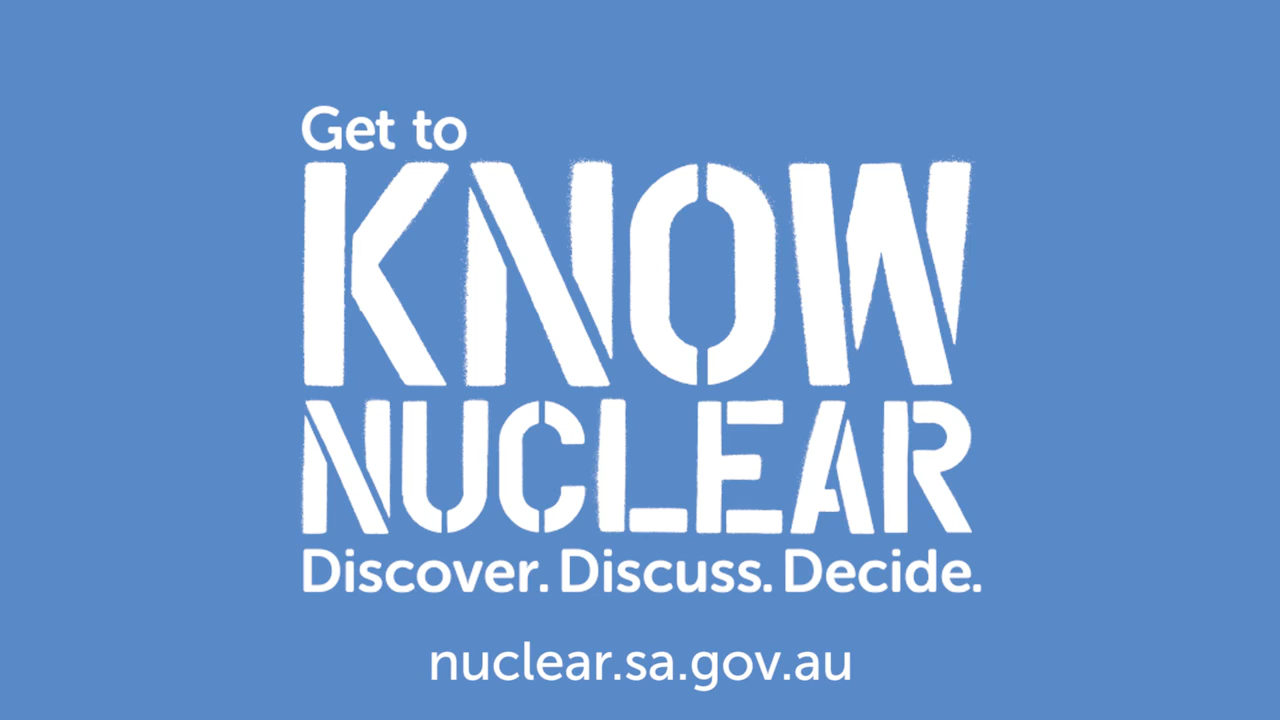 Get to
KNOW
NUCLEAR
Discover. Discuss. Decide.
nuclear.sa.gov.au